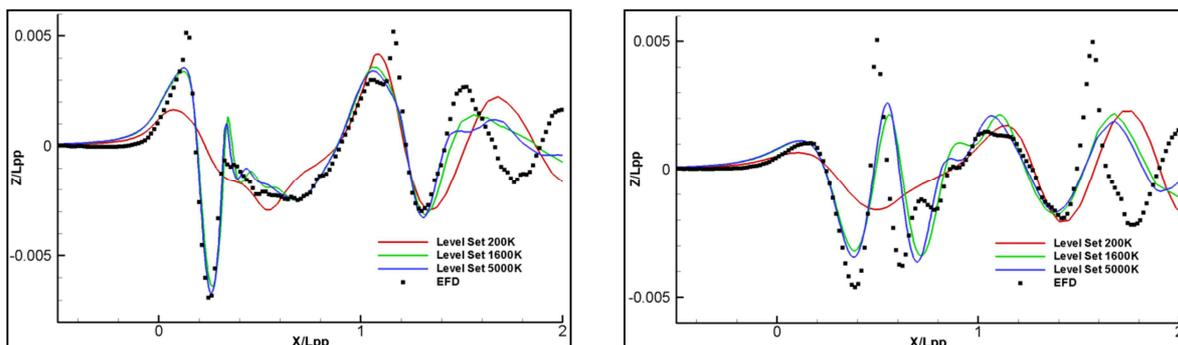 0.005
0
-0.005
Z/Lpp
Level Set 200K
Level Set 1600K
Level Set 5000K
EFD
0
1
2
X/Lpp
0.005
0
-0.005
Z/Lpp
Level Set 200K
Level Set 1600K
Level Set 5000K
EFD
0
1
2
X/Lpp